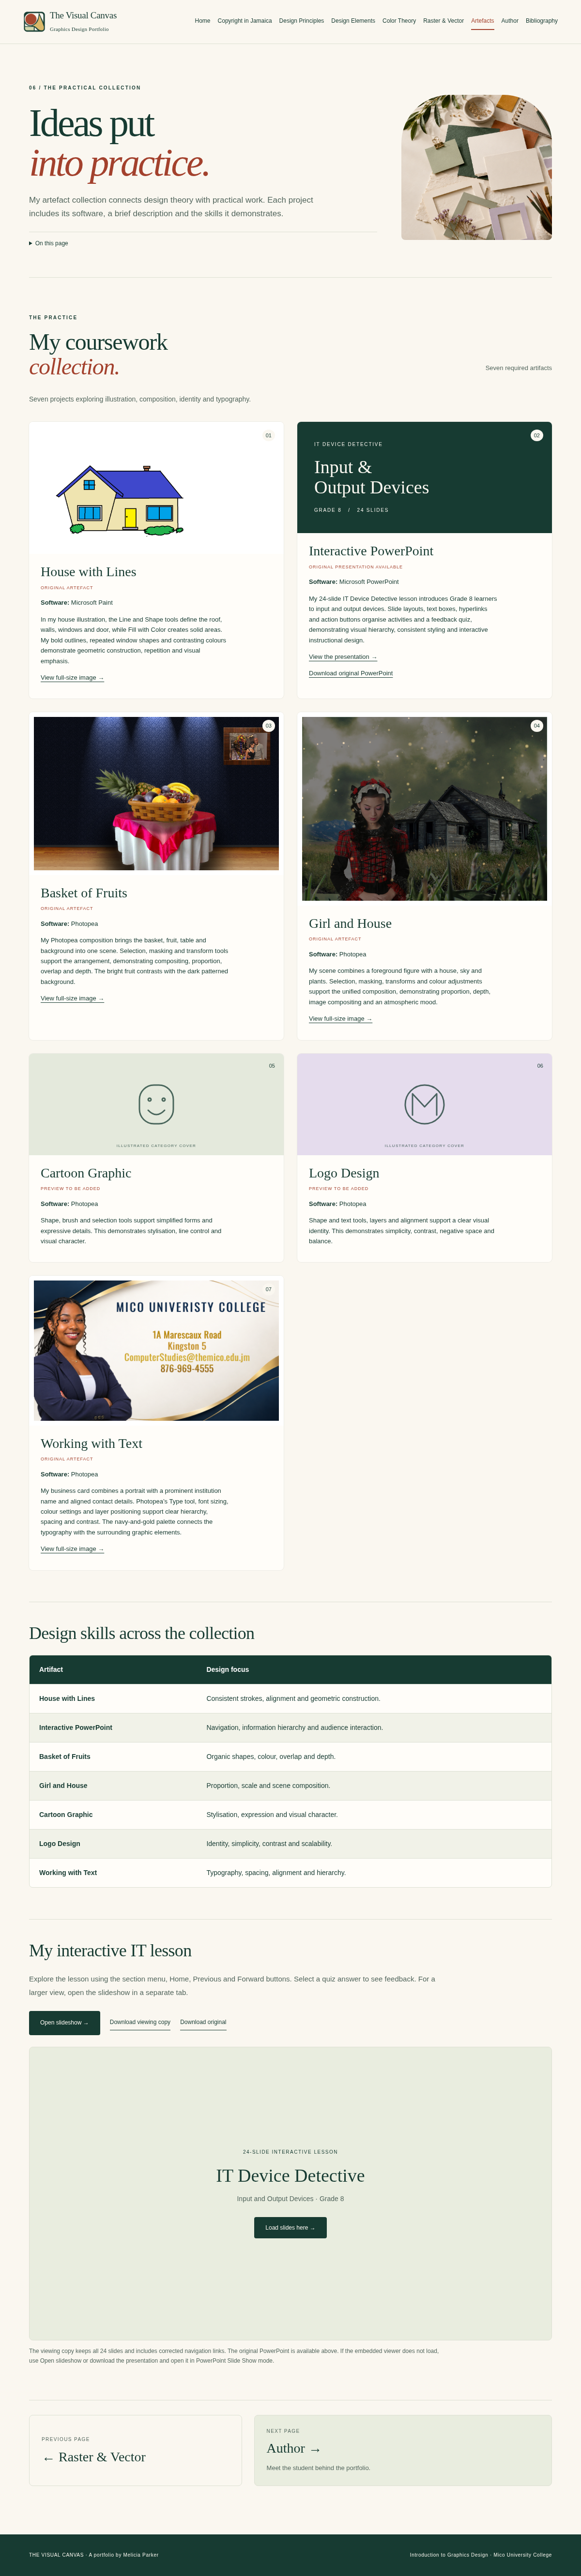 The Visual Canvas
Graphics Design Portfolio
Home Copyright in Jamaica Design Principles Design Elements Color Theory Raster & Vector Artefacts Author Bibliography
06 / THE PRACTICAL COLLECTION
Ideas put
into practice.
My artefact collection connects design theory with practical work. Each project
includes its software, a brief description and the skills it demonstrates.
▶ On this page
THE PRACTICE
My coursework
collection.
Seven required artifacts
Seven projects exploring illustration, composition, identity and typography.
01
House with Lines
ORIGINAL ARTEFACT
Software: Microsoft Paint
In my house illustration, the Line and Shape tools define the roof,
walls, windows and door, while Fill with Color creates solid areas.
My bold outlines, repeated window shapes and contrasting colours
demonstrate geometric construction, repetition and visual
emphasis.
View full-size image →
02
IT DEVICE DETECTIVE
Input &
Output Devices
GRADE 8 / 24 SLIDES
Interactive PowerPoint
ORIGINAL PRESENTATION AVAILABLE
Software: Microsoft PowerPoint
My 24-slide IT Device Detective lesson introduces Grade 8 learners
to input and output devices. Slide layouts, text boxes, hyperlinks
and action buttons organise activities and a feedback quiz,
demonstrating visual hierarchy, consistent styling and interactive
instructional design.
View the presentation →
Download original PowerPoint
03
Basket of Fruits
ORIGINAL ARTEFACT
Software: Photopea
My Photopea composition brings the basket, fruit, table and
background into one scene. Selection, masking and transform tools
support the arrangement, demonstrating compositing, proportion,
overlap and depth. The bright fruit contrasts with the dark patterned
background.
View full-size image →
04
Girl and House
ORIGINAL ARTEFACT
Software: Photopea
My scene combines a foreground figure with a house, sky and
plants. Selection, masking, transforms and colour adjustments
support the unified composition, demonstrating proportion, depth,
image compositing and an atmospheric mood.
View full-size image →
05
ILLUSTRATED CATEGORY COVER
Cartoon Graphic
PREVIEW TO BE ADDED
Software: Photopea
Shape, brush and selection tools support simplified forms and
expressive details. This demonstrates stylisation, line control and
visual character.
06
ILLUSTRATED CATEGORY COVER
Logo Design
PREVIEW TO BE ADDED
Software: Photopea
Shape and text tools, layers and alignment support a clear visual
identity. This demonstrates simplicity, contrast, negative space and
balance.
07
MICO UNIVERISTY COLLEGE
1A Marescaux Road
Kingston 5
ComputerStudies@themico.edu.jm
876-969-4555
Working with Text
ORIGINAL ARTEFACT
Software: Photopea
My business card combines a portrait with a prominent institution
name and aligned contact details. Photopea's Type tool, font sizing,
colour settings and layer positioning support clear hierarchy,
spacing and contrast. The navy-and-gold palette connects the
typography with the surrounding graphic elements.
View full-size image →
Design skills across the collection
Artifact Design focus
House with Lines Consistent strokes, alignment and geometric construction.
Interactive PowerPoint Navigation, information hierarchy and audience interaction.
Basket of Fruits Organic shapes, colour, overlap and depth.
Girl and House Proportion, scale and scene composition.
Cartoon Graphic Stylisation, expression and visual character.
Logo Design Identity, simplicity, contrast and scalability.
Working with Text Typography, spacing, alignment and hierarchy.
My interactive IT lesson
Explore the lesson using the section menu, Home, Previous and Forward buttons. Select a quiz answer to see feedback. For a
larger view, open the slideshow in a separate tab.
Open slideshow → Download viewing copy Download original
24-SLIDE INTERACTIVE LESSON
IT Device Detective
Input and Output Devices · Grade 8
Load slides here →
The viewing copy keeps all 24 slides and includes corrected navigation links. The original PowerPoint is available above. If the embedded viewer does not load,
use Open slideshow or download the presentation and open it in PowerPoint Slide Show mode.
PREVIOUS PAGE
← Raster & Vector
NEXT PAGE
Author →
Meet the student behind the portfolio.
THE VISUAL CANVAS · A portfolio by Melicia Parker
Introduction to Graphics Design · Mico University College